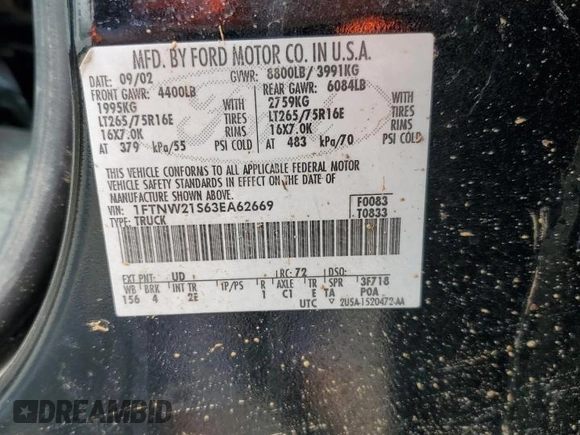 MFD. BY FORD MOTOR CO. IN U.S.A.
DATE: 09/02 GVWR: 8800LB/ 3991KG
FRONT GAWR: 4400LB REAR GAWR: 6084LB
1995KG WITH 2759KG WITH
LT265/75R16E TIRES LT265/75R16E TIRES
16X7.0K RIMS 16X7.0K RIMS
AT 379 kPa/55 PSI COLD AT 483 kPa/70 PSI COLD
THIS VEHICLE CONFORMS TO ALL APPLICABLE FEDERAL MOTOR
VEHICLE SAFETY STANDARDS IN EFFECT ON THE DATE OF
MANUFACTURE SHOWN ABOVE.
VIN: 1FTNW21S63EA62669 F0083
TYPE: TRUCK T0833
EXT PNT: UD RC: 72 DSO:
WB BRK INT TR TP/PS R AXLE TR SPR 3F718
156 4 2E 1 C1 E TA POA
UTC ▽ 2U5A-1520472-AA
DREAMBID